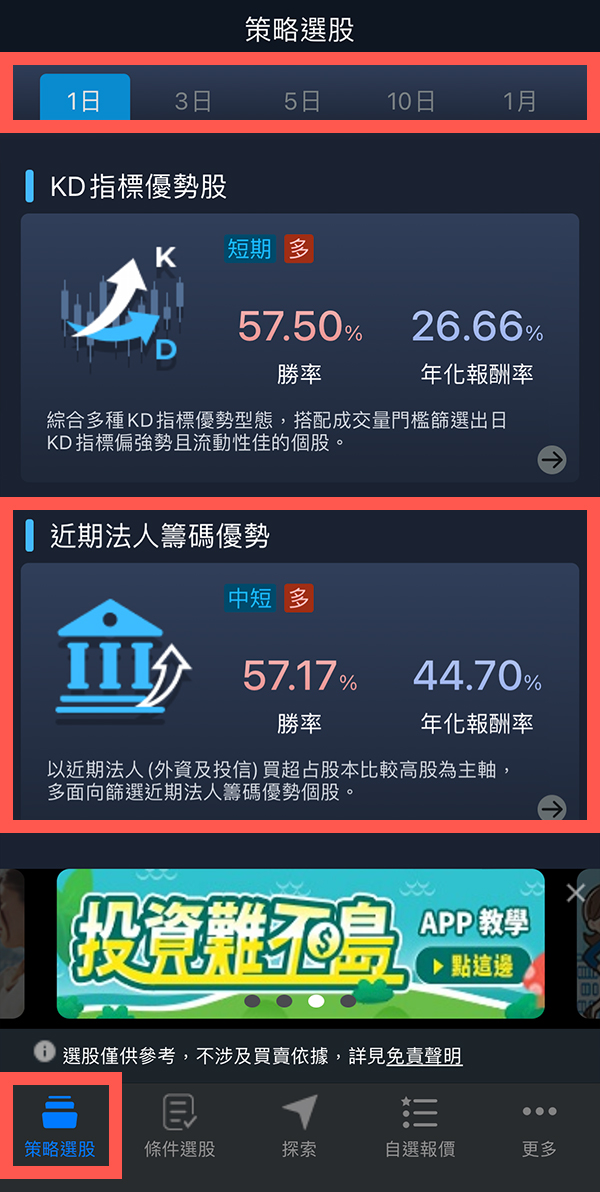 策略選股
1日 3日 5日 10日 1月
KD指標優勢股
K
D
短期 多
57.50% 26.66%
勝率 年化報酬率
綜合多種KD指標優勢型態，搭配成交量門檻篩選出日
KD指標偏強勢且流動性佳的個股。
近期法人籌碼優勢
中短 多
57.17% 44.70%
勝率 年化報酬率
以近期法人(外資及投信)買超占股本比較高股為主軸，
多面向篩選近期法人籌碼優勢個股。
投資難不島
APP 教學
點這邊
選股僅供參考，不涉及買賣依據，詳見免責聲明
策略選股 條件選股 探索 自選報價 更多